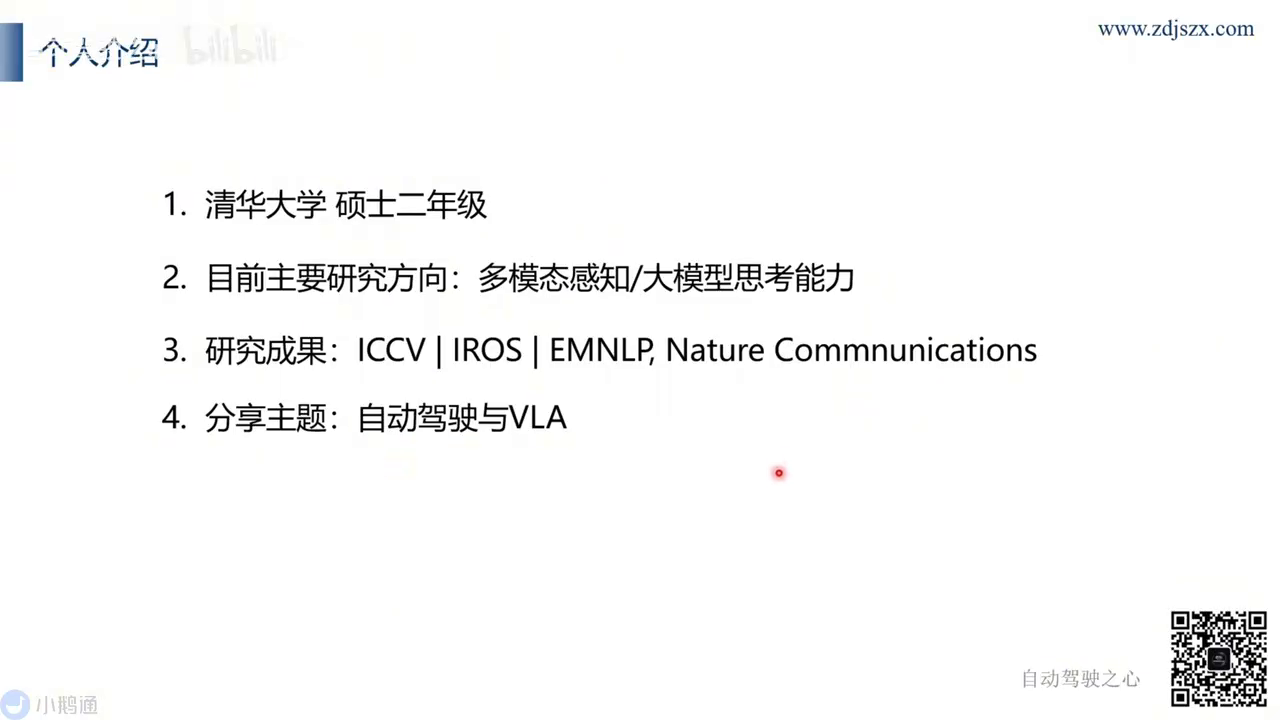 www.zdjszx.com
个人介绍
bilibili
1. 清华大学 硕士二年级
2. 目前主要研究方向：多模态感知/大模型思考能力
3. 研究成果：ICCV | IROS | EMNLP, Nature Commnunications
4. 分享主题：自动驾驶与VLA
自动驾驶之心
小鹅通